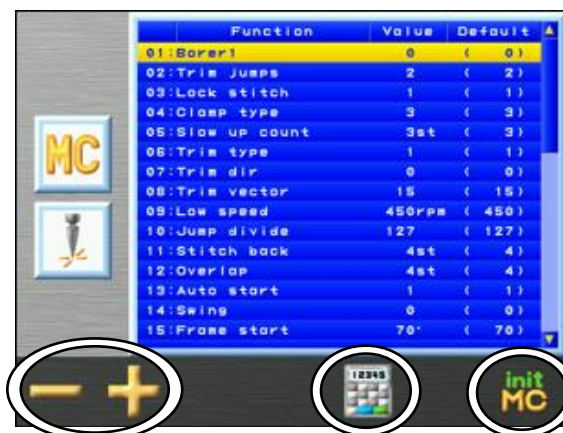 Function Value Default
01:Borer1 0 ( 0)
02:Trim jumps 2 ( 2)
03:Lock stitch 1 ( 1)
04:Clamp type 3 ( 3)
05:Slow up count 3st ( 3)
06:Trim type 1 ( 1)
07:Trim dir 0 ( 0)
08:Trim vector 15 ( 15)
09:Low speed 450rpm ( 450)
10:Jump divide 127 ( 127)
11:Stitch back 4st ( 4)
12:Overlap 4st ( 4)
13:Auto start 1 ( 1)
14:Swing 0 ( 0)
15:Frame start 70° ( 70)
MC
12345
init
MC